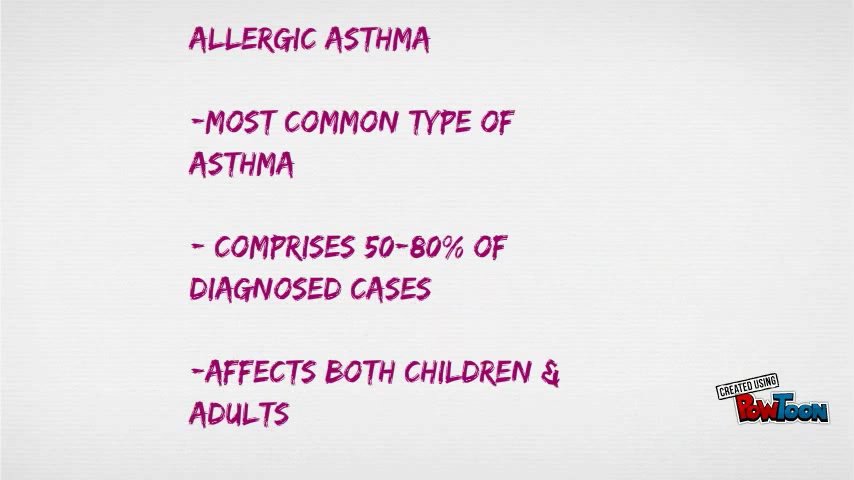 ALLERGIC ASTHMA
-MOST COMMON TYPE OF
ASTHMA
- COMPRISES 50-80% OF
DIAGNOSED CASES
-AFFECTS BOTH CHILDREN &
ADULTS
CREATED USING
POWTOON